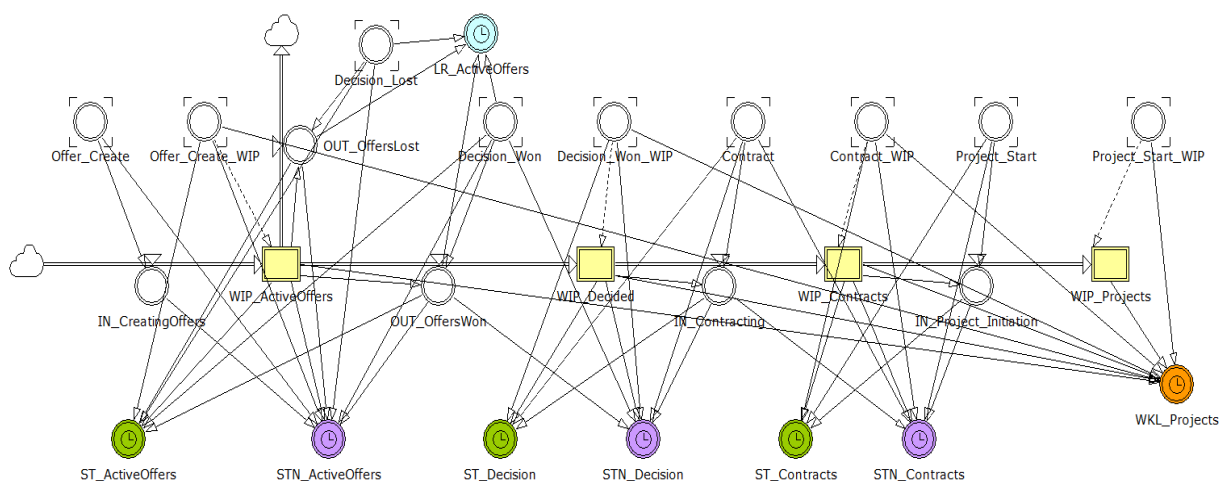 LR_ActiveOffers
Decision_Lost
Offer_Create
Offer_Create_WIP
OUT_OffersLost
Decision_Won
Decision_Won_WIP
Contract
Contract_WIP
Project_Start
Project_Start_WIP
WIP_ActiveOffers
WIP_Decided
WIP_Contracts
WIP_Projects
IN_CreatingOffers
OUT_OffersWon
IN_Contracting
IN_Project_Initiation
WKL_Projects
ST_ActiveOffers
STN_ActiveOffers
ST_Decision
STN_Decision
ST_Contracts
STN_Contracts